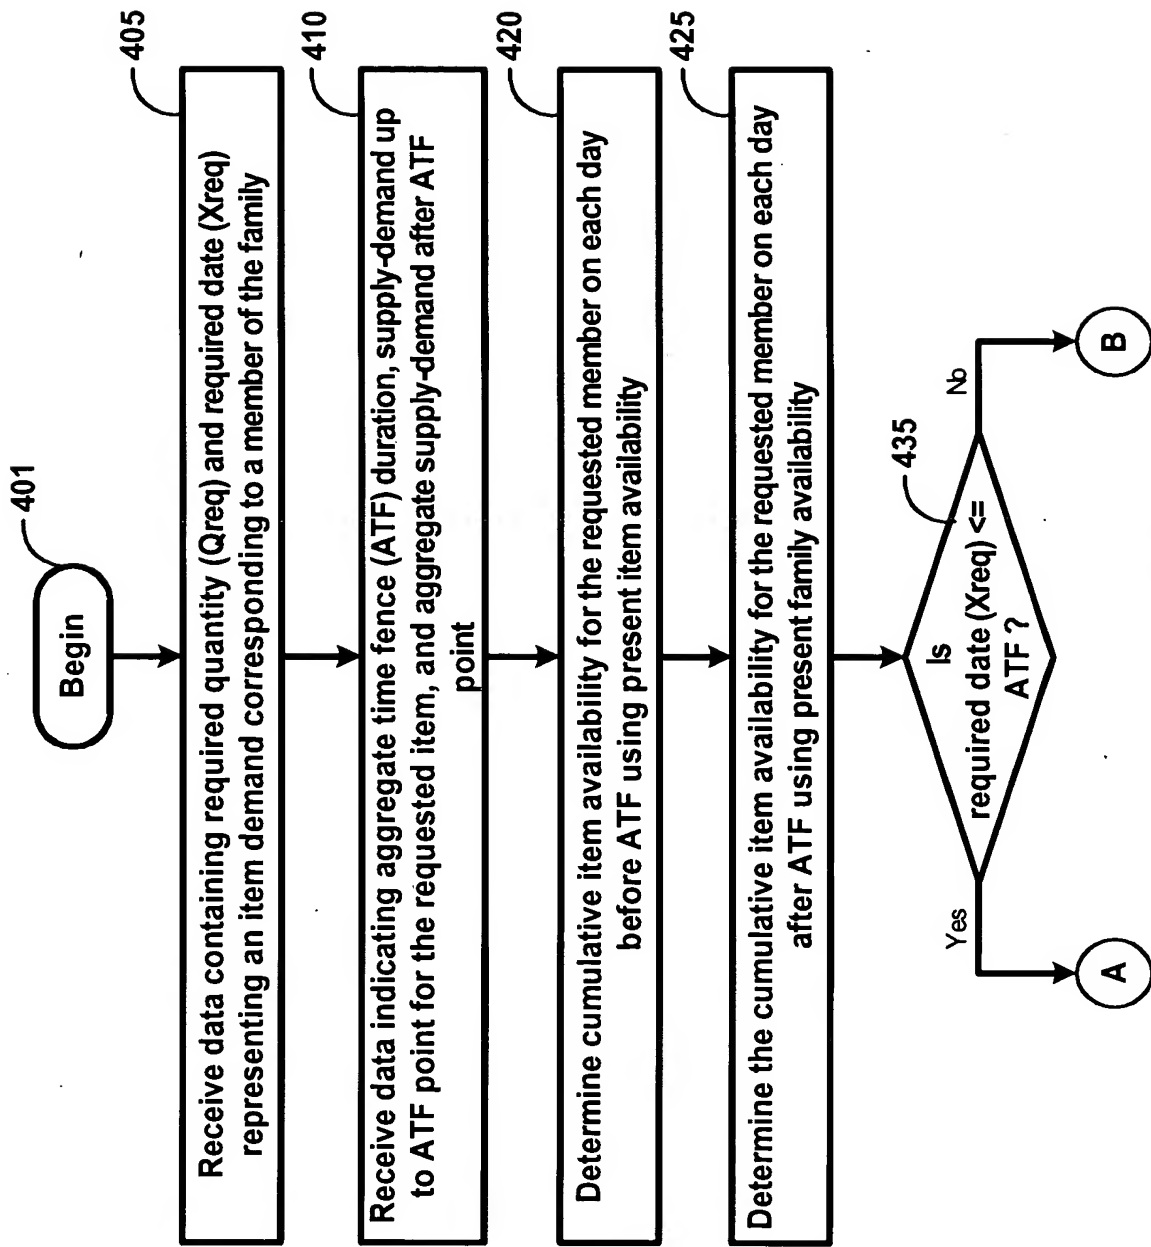 401
Begin
405
Receive data containing required quantity (Qreq) and required date (Xreq)
representing an item demand corresponding to a member of the family
410
Receive data indicating aggregate time fence (ATF) duration, supply-demand up
to ATF point for the requested item, and aggregate supply-demand after ATF
point
420
Determine cumulative item availability for the requested member on each day
before ATF using present item availability
425
Determine the cumulative item availability for the requested member on each day
after ATF using present family availability
435
Is
required date (Xreq) <=
ATF ?
Yes
No
A
B